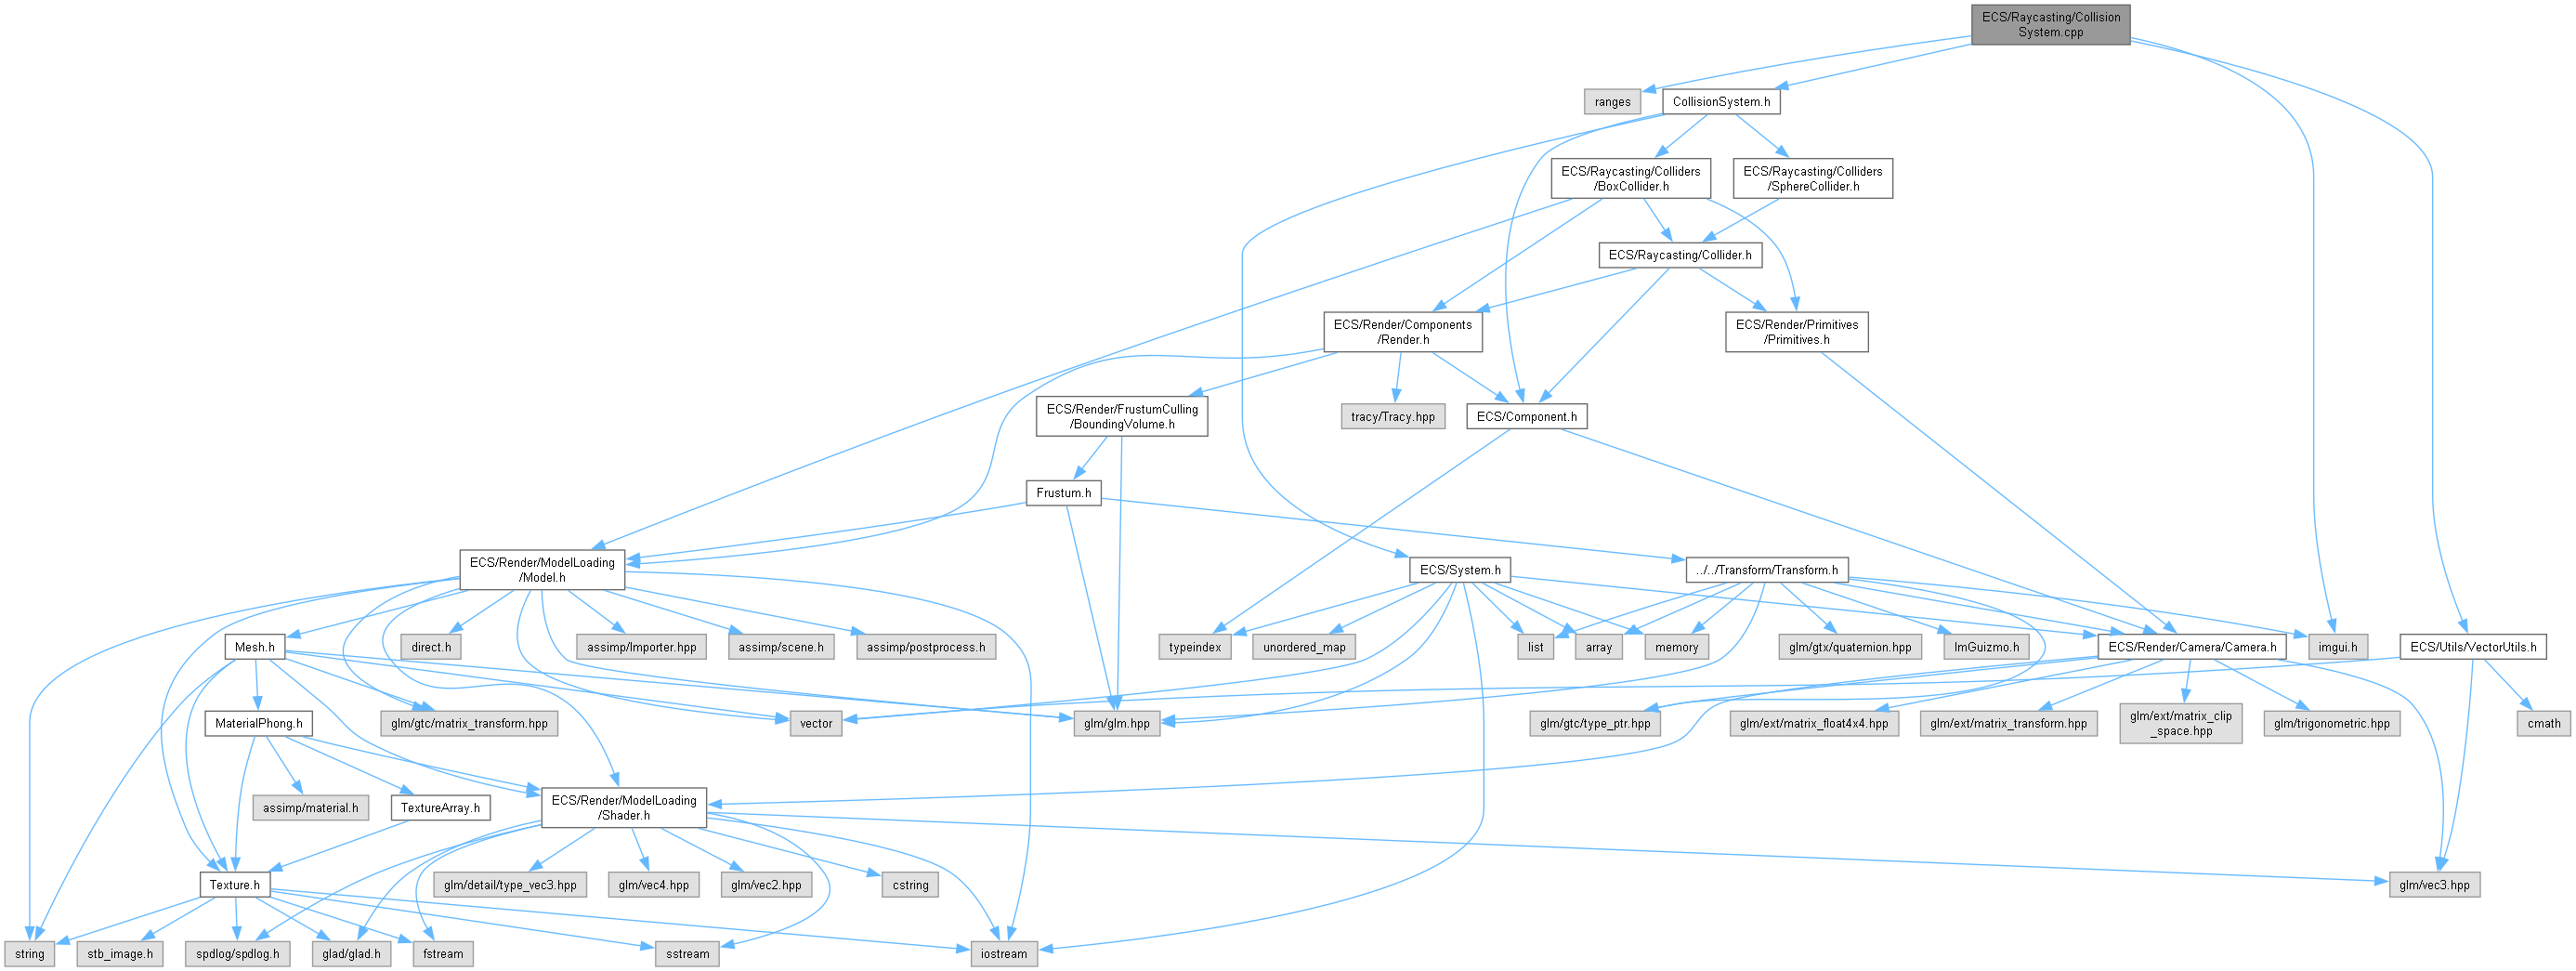 ECS/Raycasting/Collision
System.cpp
ranges
CollisionSystem.h
ECS/Raycasting/Colliders
/BoxCollider.h
ECS/Raycasting/Colliders
/SphereCollider.h
ECS/Raycasting/Collider.h
ECS/Render/Components
/Render.h
ECS/Render/Primitives
/Primitives.h
ECS/Render/FrustumCulling
/BoundingVolume.h
tracy/Tracy.hpp
ECS/Component.h
Frustum.h
ECS/Render/ModelLoading
/Model.h
ECS/System.h
../../Transform/Transform.h
Mesh.h
direct.h
assimp/Importer.hpp
assimp/scene.h
assimp/postprocess.h
typeindex
unordered_map
list
array
memory
glm/gtx/quaternion.hpp
ImGuizmo.h
ECS/Render/Camera/Camera.h
imgui.h
ECS/Utils/VectorUtils.h
MaterialPhong.h
glm/gtc/matrix_transform.hpp
vector
glm/glm.hpp
glm/gtc/type_ptr.hpp
glm/ext/matrix_float4x4.hpp
glm/ext/matrix_transform.hpp
glm/ext/matrix_clip
_space.hpp
glm/trigonometric.hpp
cmath
assimp/material.h
TextureArray.h
ECS/Render/ModelLoading
/Shader.h
Texture.h
glm/detail/type_vec3.hpp
glm/vec4.hpp
glm/vec2.hpp
cstring
glm/vec3.hpp
string
stb_image.h
spdlog/spdlog.h
glad/glad.h
fstream
sstream
iostream